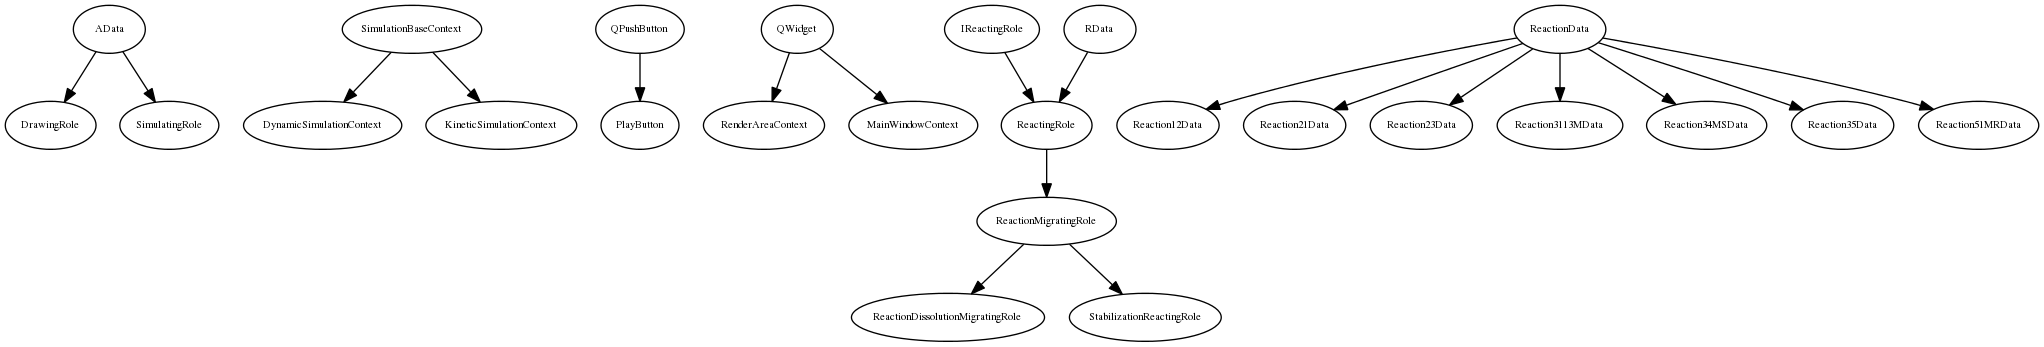 AData
SimulationBaseContext
QPushButton
QWidget
IReactingRole
RData
ReactionData
DrawingRole
SimulatingRole
DynamicSimulationContext
KineticSimulationContext
PlayButton
RenderAreaContext
MainWindowContext
ReactingRole
Reaction12Data
Reaction21Data
Reaction23Data
Reaction3113MData
Reaction34MSData
Reaction35Data
Reaction51MRData
ReactionMigratingRole
ReactionDissolutionMigratingRole
StabilizationReactingRole